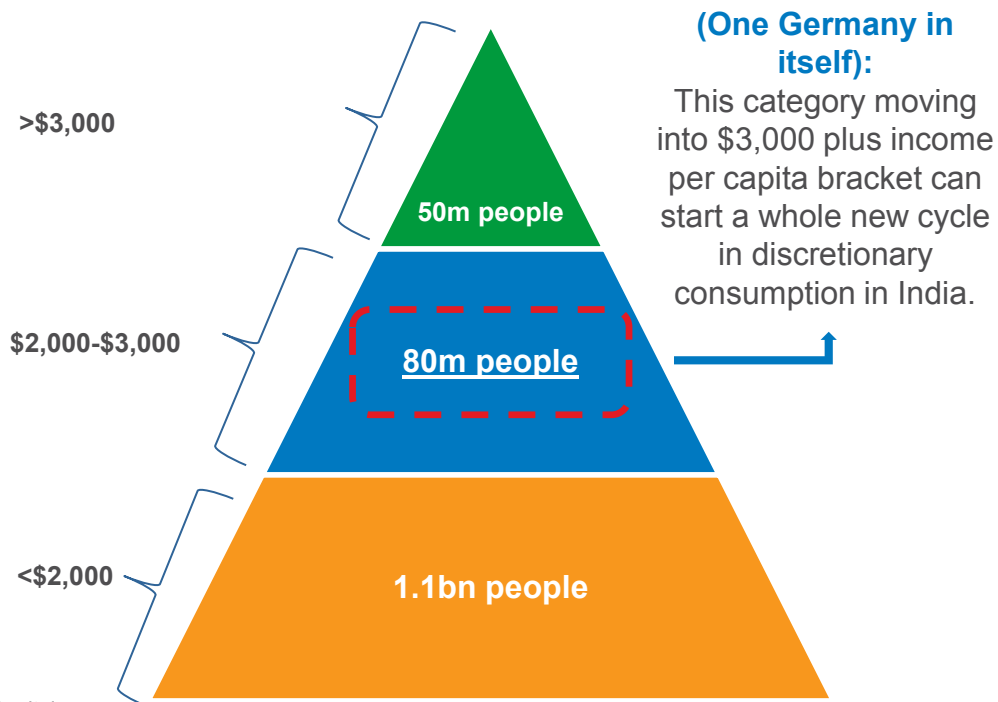 (One Germany in
itself):
This category moving
into $3,000 plus income
per capita bracket can
start a whole new cycle
in discretionary
consumption in India.
>$3,000
50m people
$2,000-$3,000
80m people
<$2,000
1.1bn people